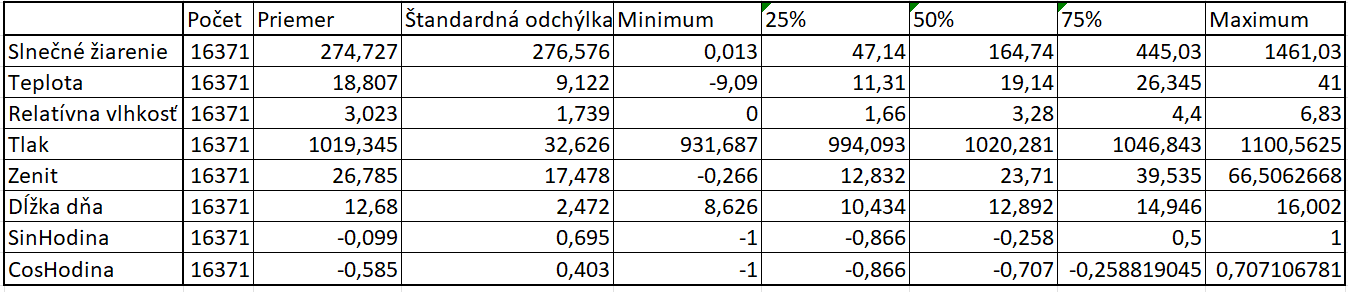 Počet Priemer Štandardná odchýlka Minimum 25% 50% 75% Maximum
Slnečné žiarenie 16371 274,727 276,576 0,013 47,14 164,74 445,03 1461,03
Teplota 16371 18,807 9,122 -9,09 11,31 19,14 26,345 41
Relatívna vlhkosť 16371 3,023 1,739 0 1,66 3,28 4,4 6,83
Tlak 16371 1019,345 32,626 931,687 994,093 1020,281 1046,843 1100,5625
Zenit 16371 26,785 17,478 -0,266 12,832 23,71 39,535 66,5062668
Dĺžka dňa 16371 12,68 2,472 8,626 10,434 12,892 14,946 16,002
SinHodina 16371 -0,099 0,695 -1 -0,866 -0,258 0,5 1
CosHodina 16371 -0,585 0,403 -1 -0,866 -0,707 -0,258819045 0,707106781